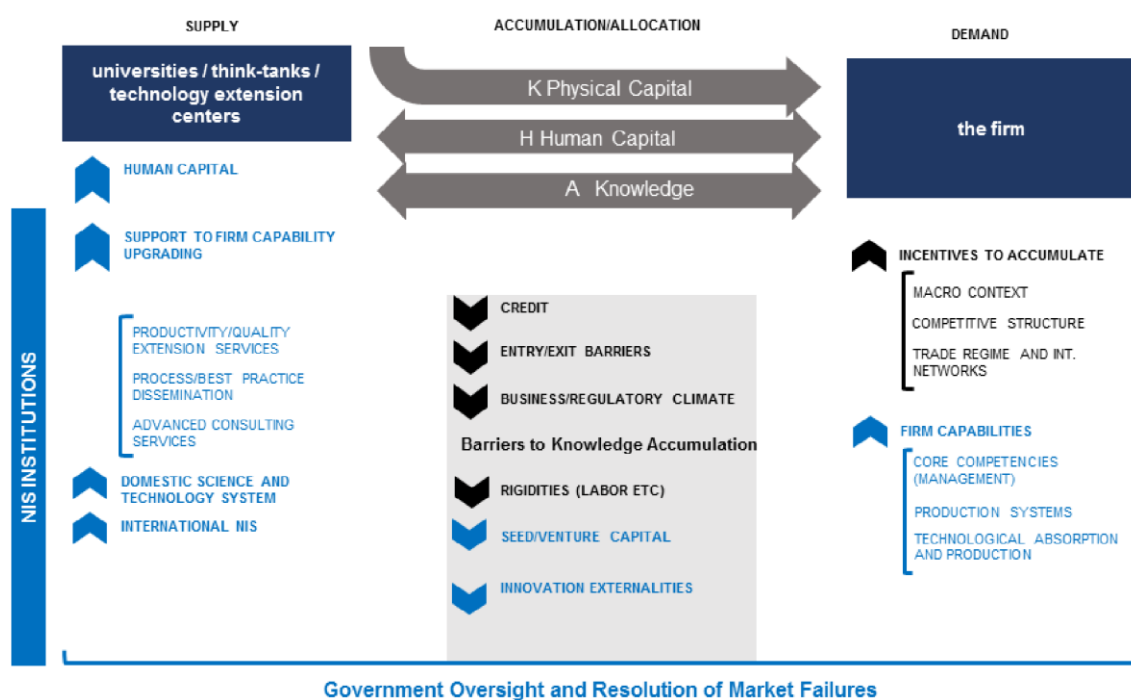 SUPPLY
ACCUMULATION/ALLOCATION
DEMAND
universities / think-tanks /
technology extension
centers
K Physical Capital
H Human Capital
A Knowledge
the firm
HUMAN CAPITAL
SUPPORT TO FIRM CAPABILITY
UPGRADING
PRODUCTIVITY/QUALITY
EXTENSION SERVICES
PROCESS/BEST PRACTICE
DISSEMINATION
ADVANCED CONSULTING
SERVICES
DOMESTIC SCIENCE AND
TECHNOLOGY SYSTEM
INTERNATIONAL NIS
NIS INSTITUTIONS
CREDIT
ENTRY/EXIT BARRIERS
BUSINESS/REGULATORY CLIMATE
Barriers to Knowledge Accumulation
RIGIDITIES (LABOR ETC)
SEED/VENTURE CAPITAL
INNOVATION EXTERNALITIES
INCENTIVES TO ACCUMULATE
MACRO CONTEXT
COMPETITIVE STRUCTURE
TRADE REGIME AND INT.
NETWORKS
FIRM CAPABILITIES
CORE COMPETENCIES
(MANAGEMENT)
PRODUCTION SYSTEMS
TECHNOLOGICAL ABSORPTION
AND PRODUCTION
Government Oversight and Resolution of Market Failures